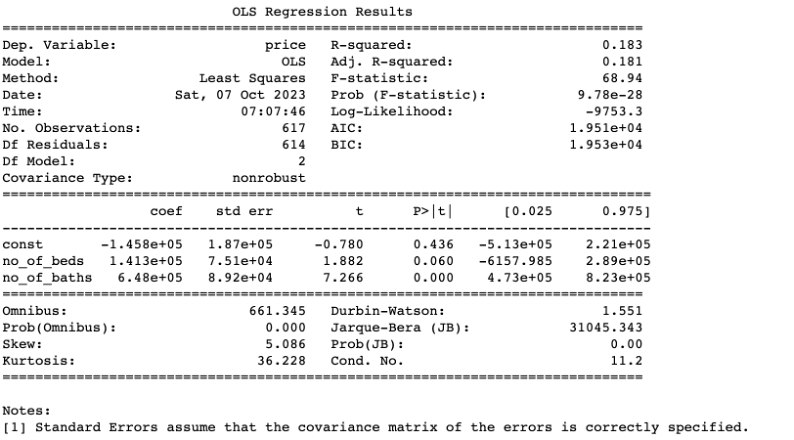 OLS Regression Results
==============================================================================
Dep. Variable: price R-squared: 0.183
Model: OLS Adj. R-squared: 0.181
Method: Least Squares F-statistic: 68.94
Date: Sat, 07 Oct 2023 Prob (F-statistic): 9.78e-28
Time: 07:07:46 Log-Likelihood: -9753.3
No. Observations: 617 AIC: 1.951e+04
Df Residuals: 614 BIC: 1.953e+04
Df Model: 2
Covariance Type: nonrobust
===============================================================================
coef std err t P>|t| [0.025 0.975]
-------------------------------------------------------------------------------
const -1.458e+05 1.87e+05 -0.780 0.436 -5.13e+05 2.21e+05
no_of_beds 1.413e+05 7.51e+04 1.882 0.060 -6157.985 2.89e+05
no_of_baths 6.48e+05 8.92e+04 7.266 0.000 4.73e+05 8.23e+05
==============================================================================
Omnibus: 661.345 Durbin-Watson: 1.551
Prob(Omnibus): 0.000 Jarque-Bera (JB): 31045.343
Skew: 5.086 Prob(JB): 0.00
Kurtosis: 36.228 Cond. No. 11.2
==============================================================================
Notes:
[1] Standard Errors assume that the covariance matrix of the errors is correctly specified.